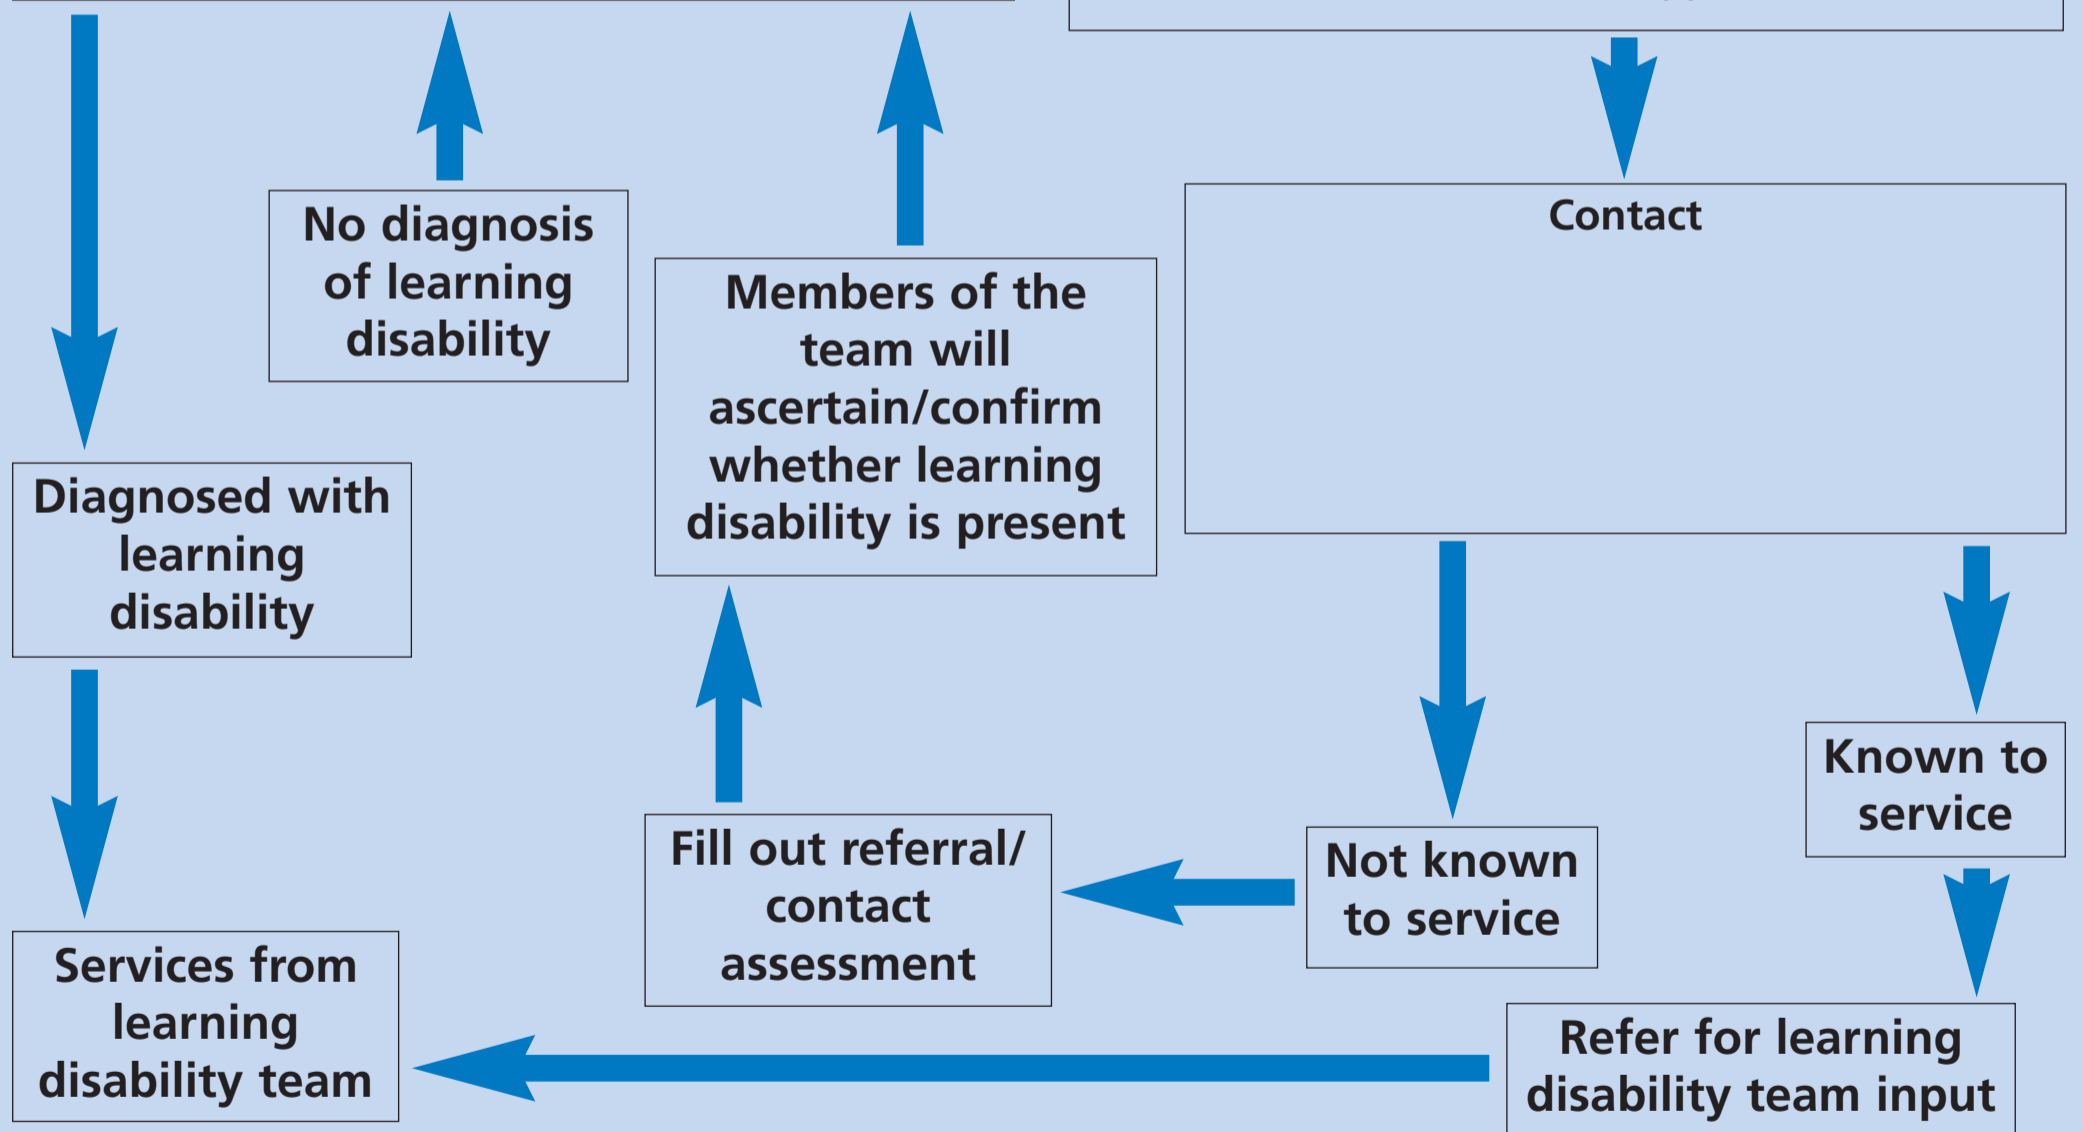 No diagnosis
of learning
disability
Members of the
team will
ascertain/confirm
whether learning
disability is present
Contact
Diagnosed with
learning
disability
Known to
service
Fill out referral/
contact
assessment
Not known
to service
Services from
learning
disability team
Refer for learning
disability team input